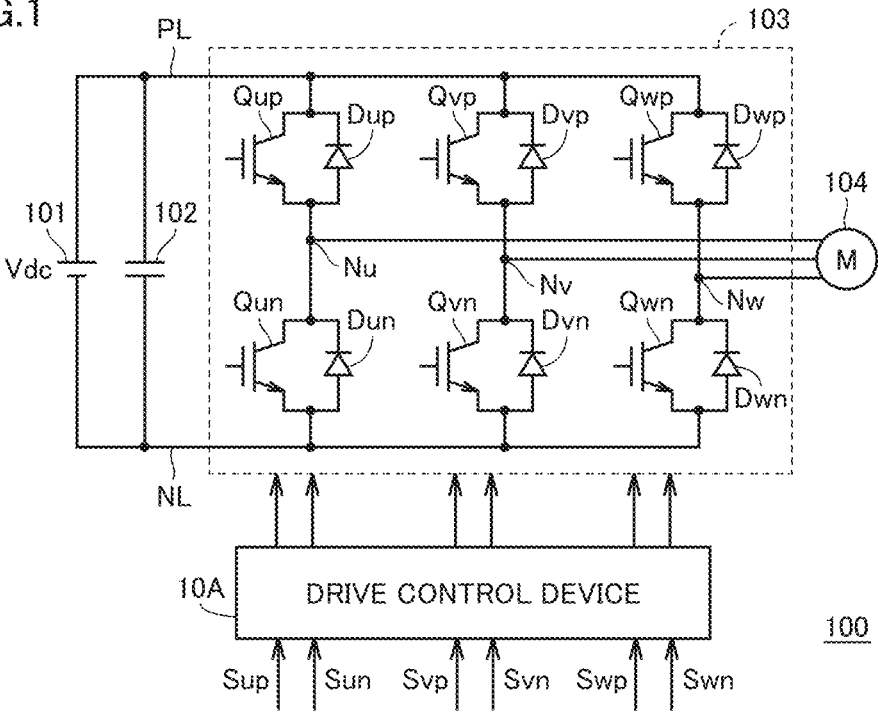 G.1
PL
103
Qup
Dup
Qvp
Dvp
Qwp
Dwp
104
101
102
Vdc
M
Nu
Nv
Nw
Qun
Dun
Qvn
Dvn
Qwn
Dwn
NL
10A
DRIVE CONTROL DEVICE
100
Sup
Sun
Svp
Svn
Swp
Swn